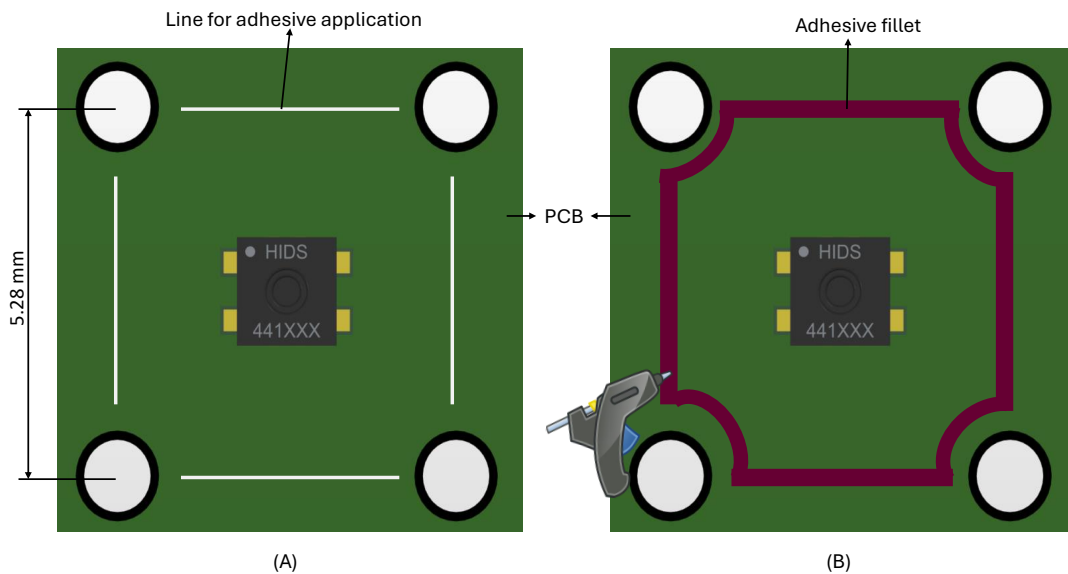 Line for adhesive application
Adhesive fillet
5.28 mm
PCB
HIDS
441XXX
HIDS
441XXX
(A)
(B)